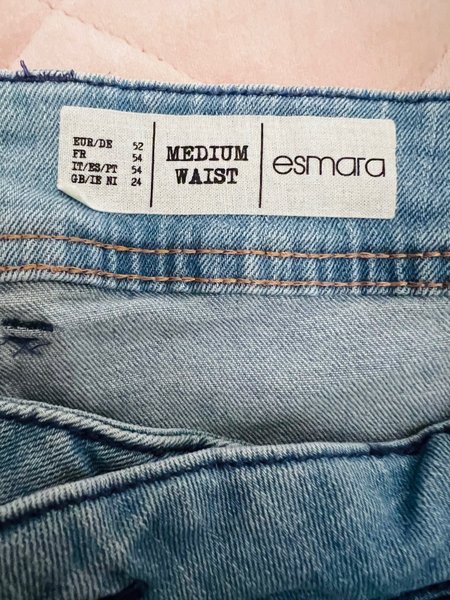 EUR/DE 52
FR 54
IT/ES/PT 54
GB/IE NI 24
MEDIUM
WAIST
esmara